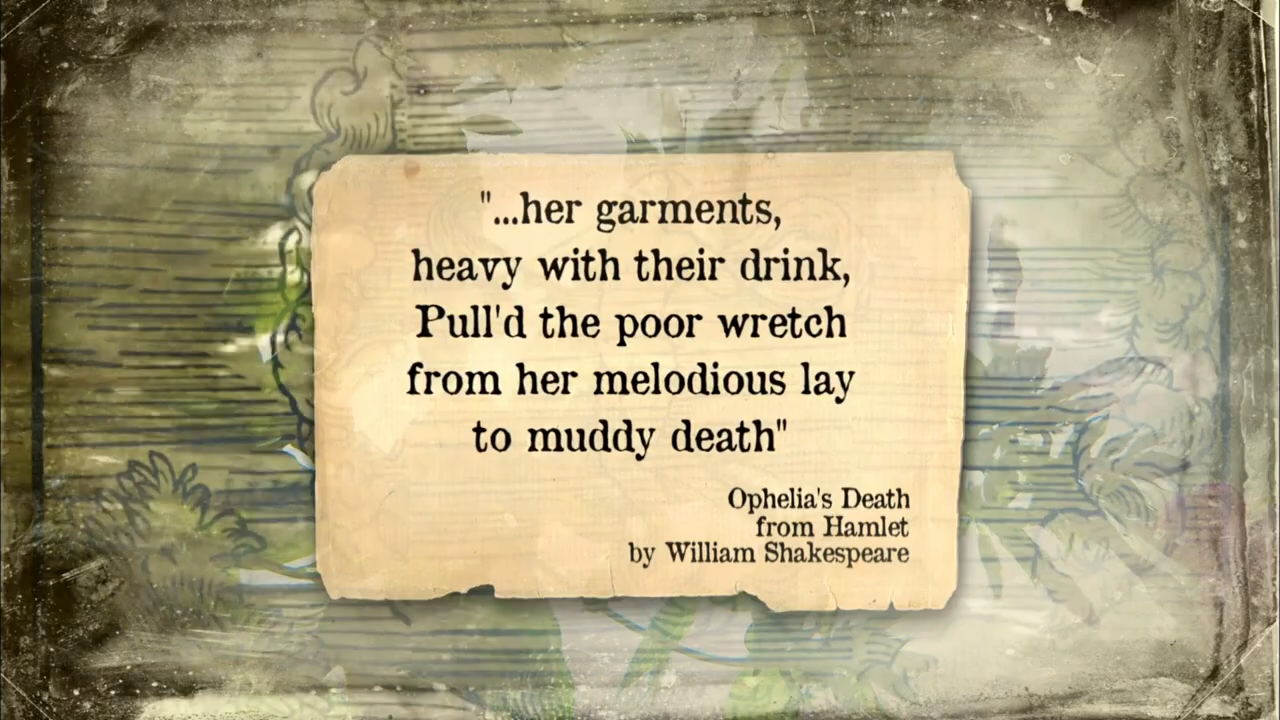 "...her garments,
heavy with their drink,
Pull'd the poor wretch
from her melodious lay
to muddy death"
Ophelia's Death
from Hamlet
by William Shakespeare